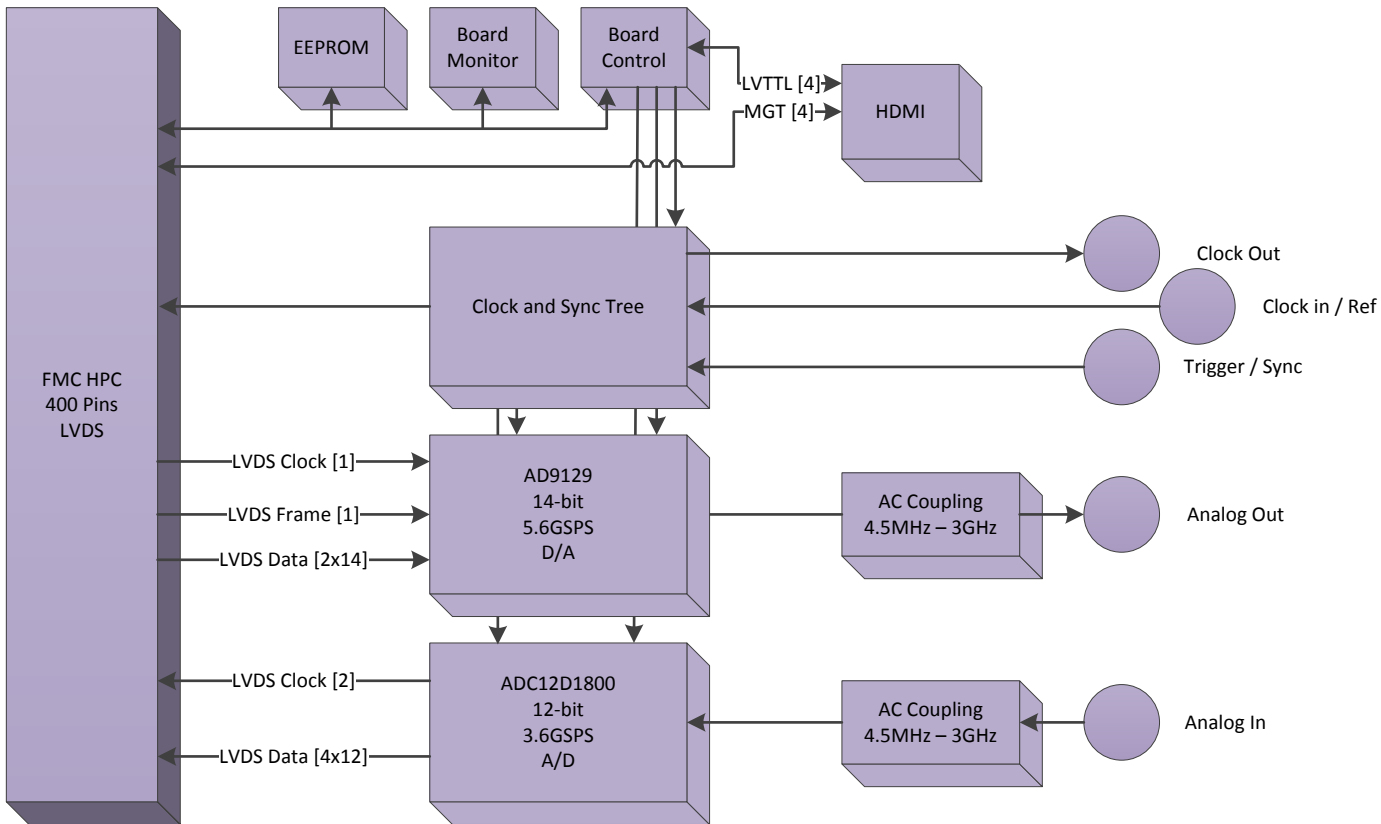 EEPROM
Board
Monitor
Board
Control
LVTTL [4]
MGT [4]
HDMI
Clock and Sync Tree
Clock Out
Clock in / Ref
Trigger / Sync
FMC HPC
400 Pins
LVDS
LVDS Clock [1]
LVDS Frame [1]
LVDS Data [2x14]
AD9129
14-bit
5.6GSPS
D/A
AC Coupling
4.5MHz – 3GHz
Analog Out
LVDS Clock [2]
LVDS Data [4x12]
ADC12D1800
12-bit
3.6GSPS
A/D
AC Coupling
4.5MHz – 3GHz
Analog In